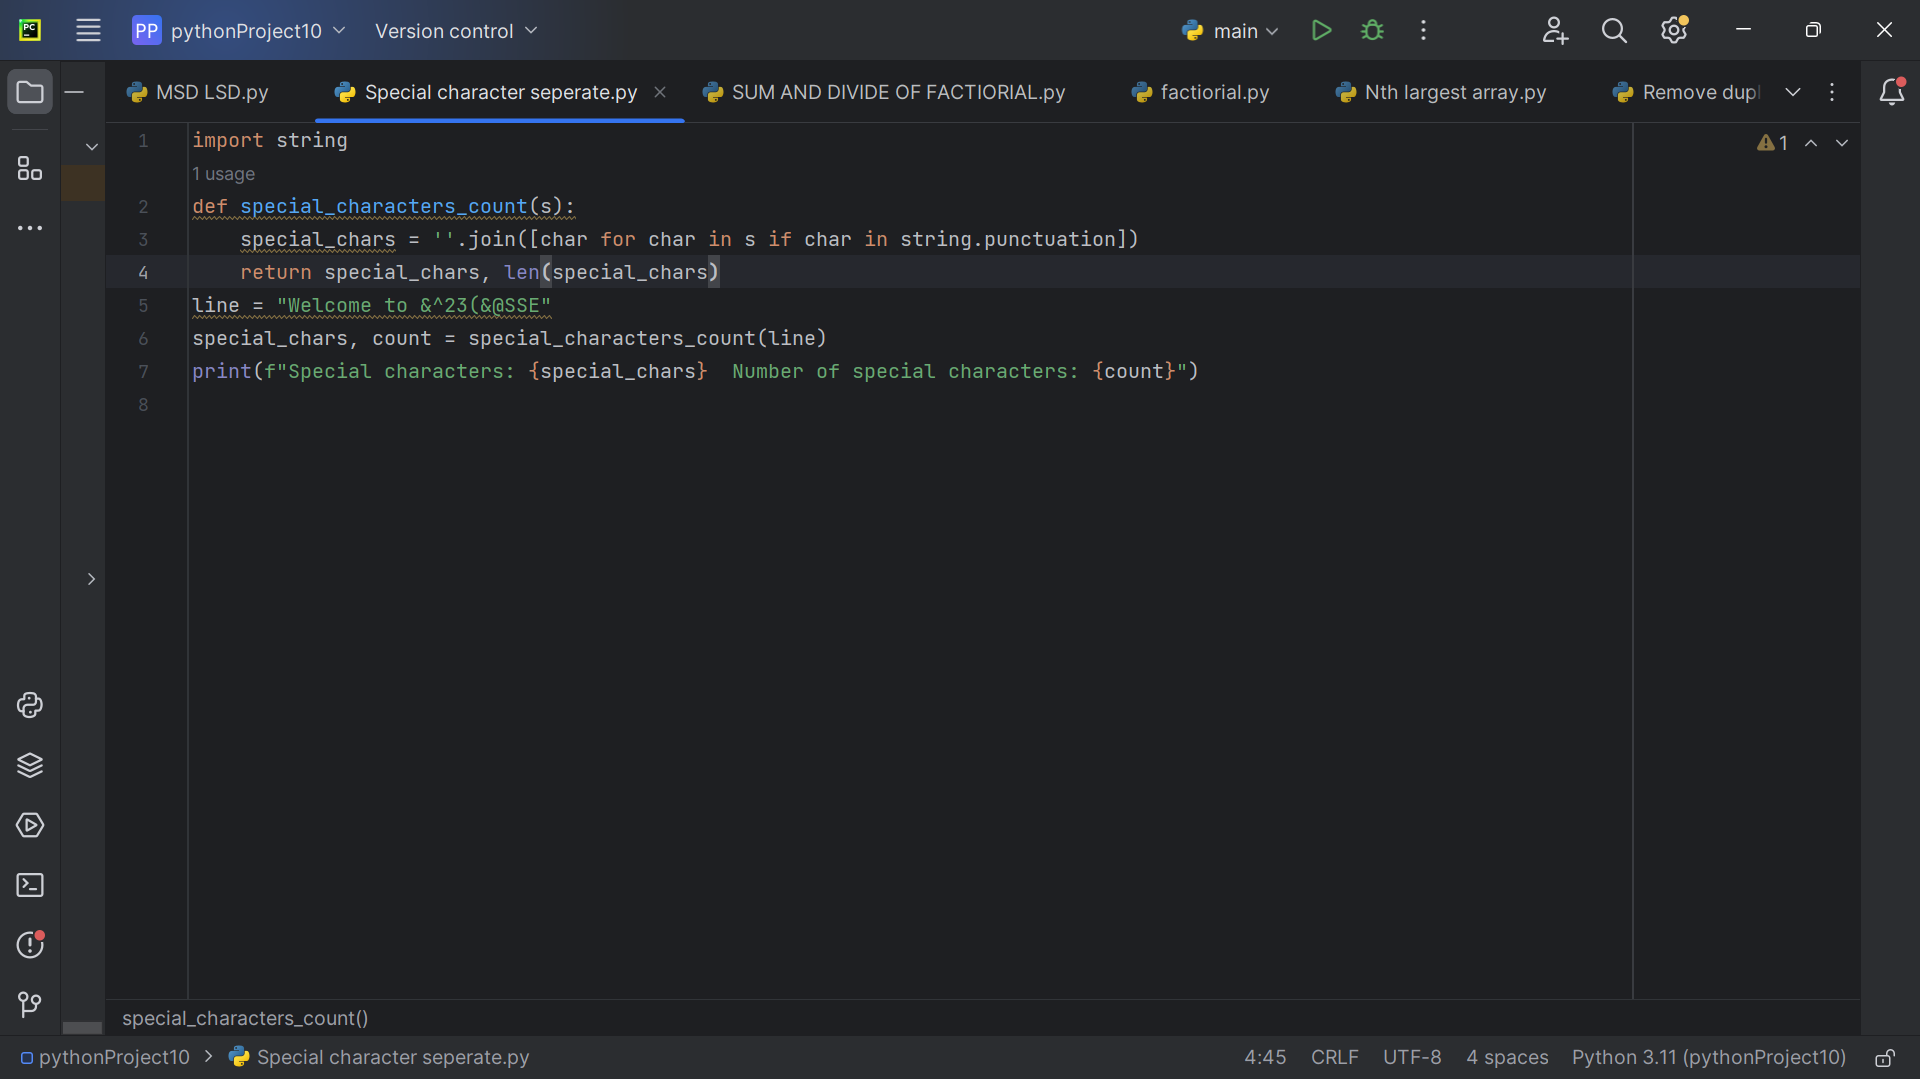 PC
PP pythonProject10 Version control main
MSD LSD.py Special character seperate.py SUM AND DIVIDE OF FACTIORIAL.py factiorial.py Nth largest array.py Remove dupl
1 import string
1 usage
2 def special_characters_count(s):
3 special_chars = ''.join([char for char in s if char in string.punctuation])
4 return special_chars, len(special_chars)
5 line = "Welcome to &^23(&@SSE"
6 special_chars, count = special_characters_count(line)
7 print(f"Special characters: {special_chars}  Number of special characters: {count}")
8
1
special_characters_count()
pythonProject10 > Special character seperate.py 4:45 CRLF UTF-8 4 spaces Python 3.11 (pythonProject10)